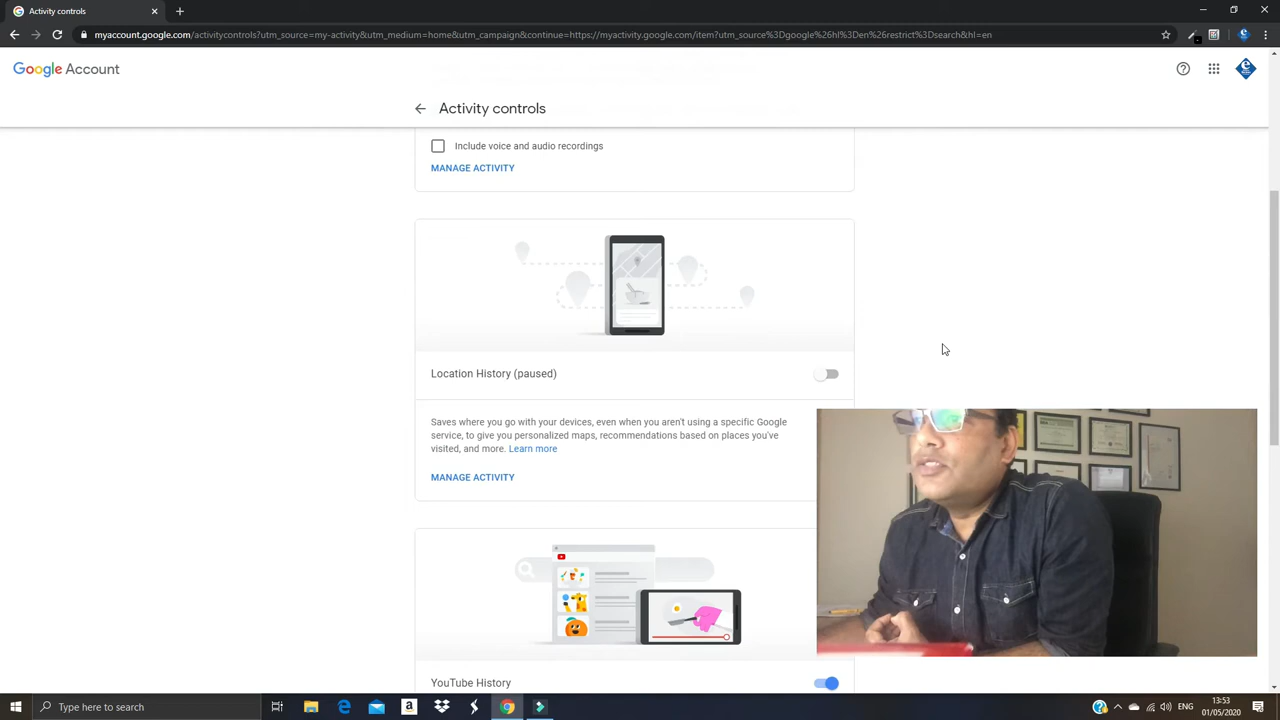 Activity controls
myaccount.google.com/activitycontrols?utm_source=my-activity&utm_medium=home&utm_campaign=&continue=https://myactivity.google.com/item?utm_source%3Dgoogle%26hl%3Den%26restrict%3Dsearch&hl=en
Google Account
Activity controls
Include voice and audio recordings
MANAGE ACTIVITY
Location History (paused)
Saves where you go with your devices, even when you aren't using a specific Google
service, to give you personalized maps, recommendations based on places you've
visited, and more. Learn more
MANAGE ACTIVITY
YouTube History
Type here to search
ENG
13:53
01/05/2020